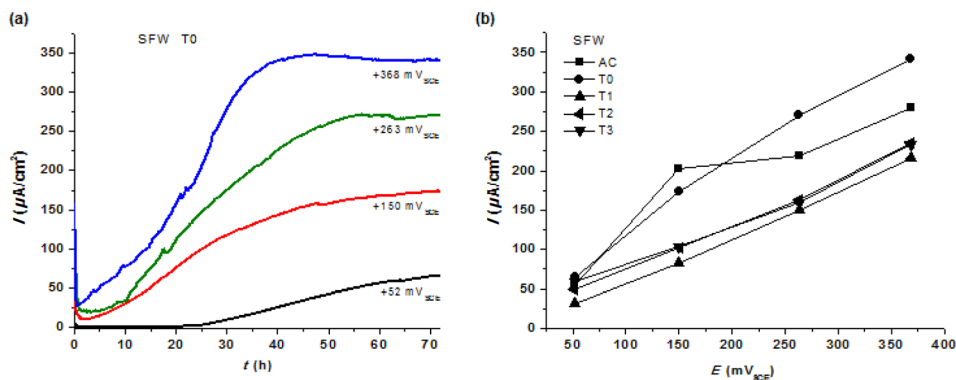 (a)
SFW T0
I (µA/cm²)
350
300
250
200
150
100
50
0
+368 mV_SCE
+263 mV_SCE
+150 mV_SCE
+52 mV_SCE
0 10 20 30 40 50 60 70
t (h)
(b)
SFW
AC
T0
T1
T2
T3
I (µA/cm²)
350
300
250
200
150
100
50
0
50 100 150 200 250 300 350 400
E (mV_SCE)